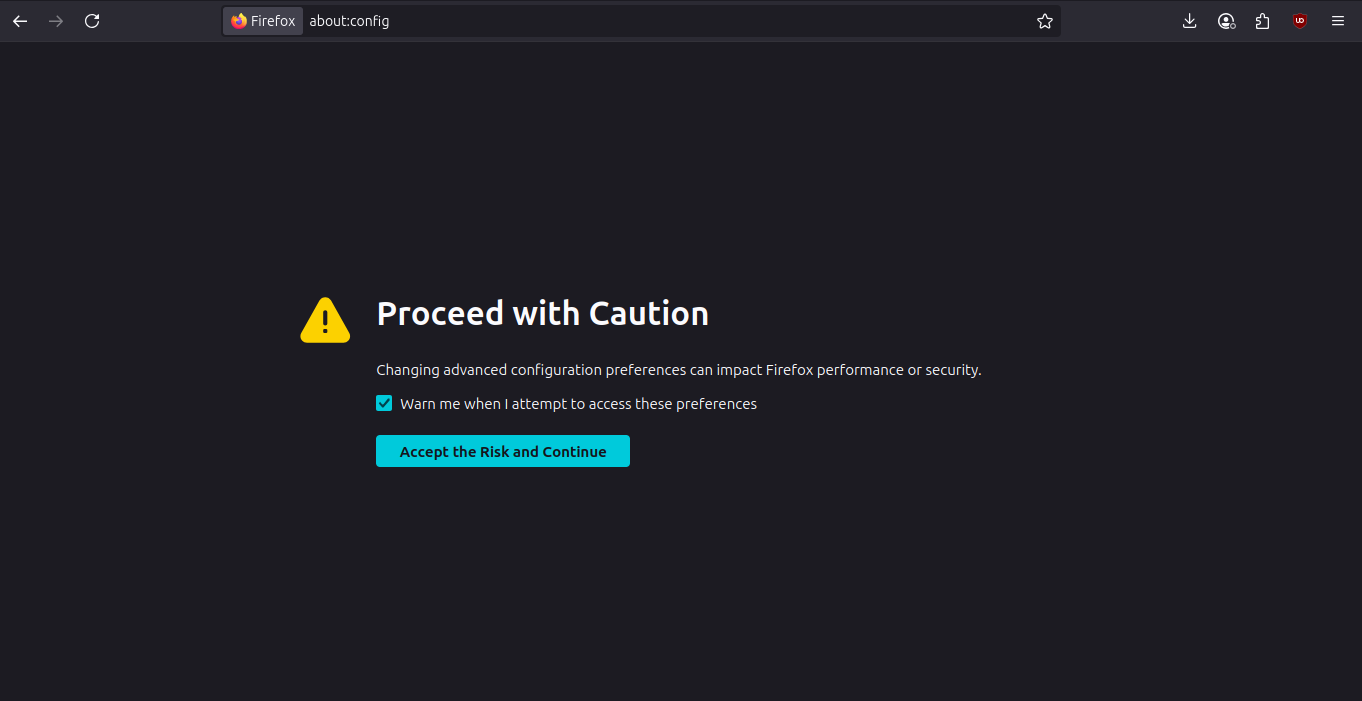 Firefox about:config
Proceed with Caution
Changing advanced configuration preferences can impact Firefox performance or security.
Warn me when I attempt to access these preferences
Accept the Risk and Continue